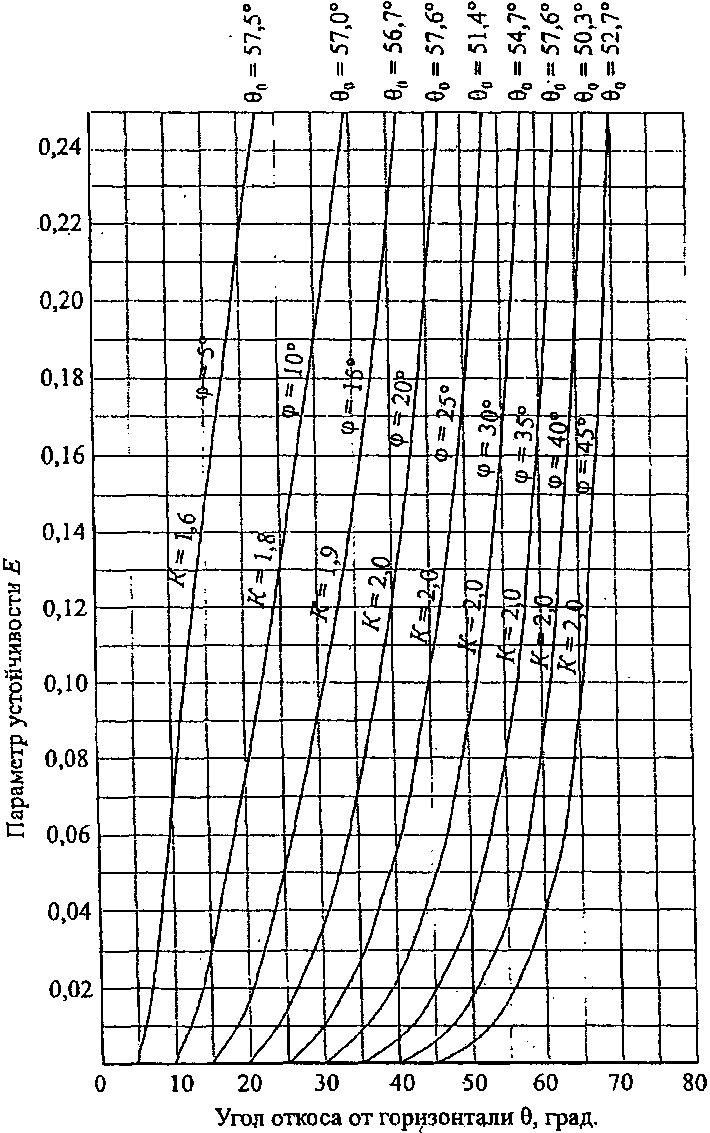 θ₀ = 57,5°
θ₀ = 57,0°
θ₀ = 56,7°
θ₀ = 57,6°
θ₀ = 51,4°
θ₀ = 54,7°
θ₀ = 57,6°
θ₀ = 50,3°
θ₀ = 52,7°
0,24
0,22
0,20
0,18
0,16
0,14
0,12
0,10
0,08
0,06
0,04
0,02
Параметр устойчивости E
φ = 5°
φ = 10°
φ = 15°
φ = 20°
φ = 25°
φ = 30°
φ = 35°
φ = 40°
φ = 45°
K = 1,6
K = 1,8
K = 1,9
K = 2,0
K = 2,0
K = 2,0
K = 2,0
K = 2,0
K = 2,0
0 10 20 30 40 50 60 70 80
Угол откоса от горизонтали θ, град.